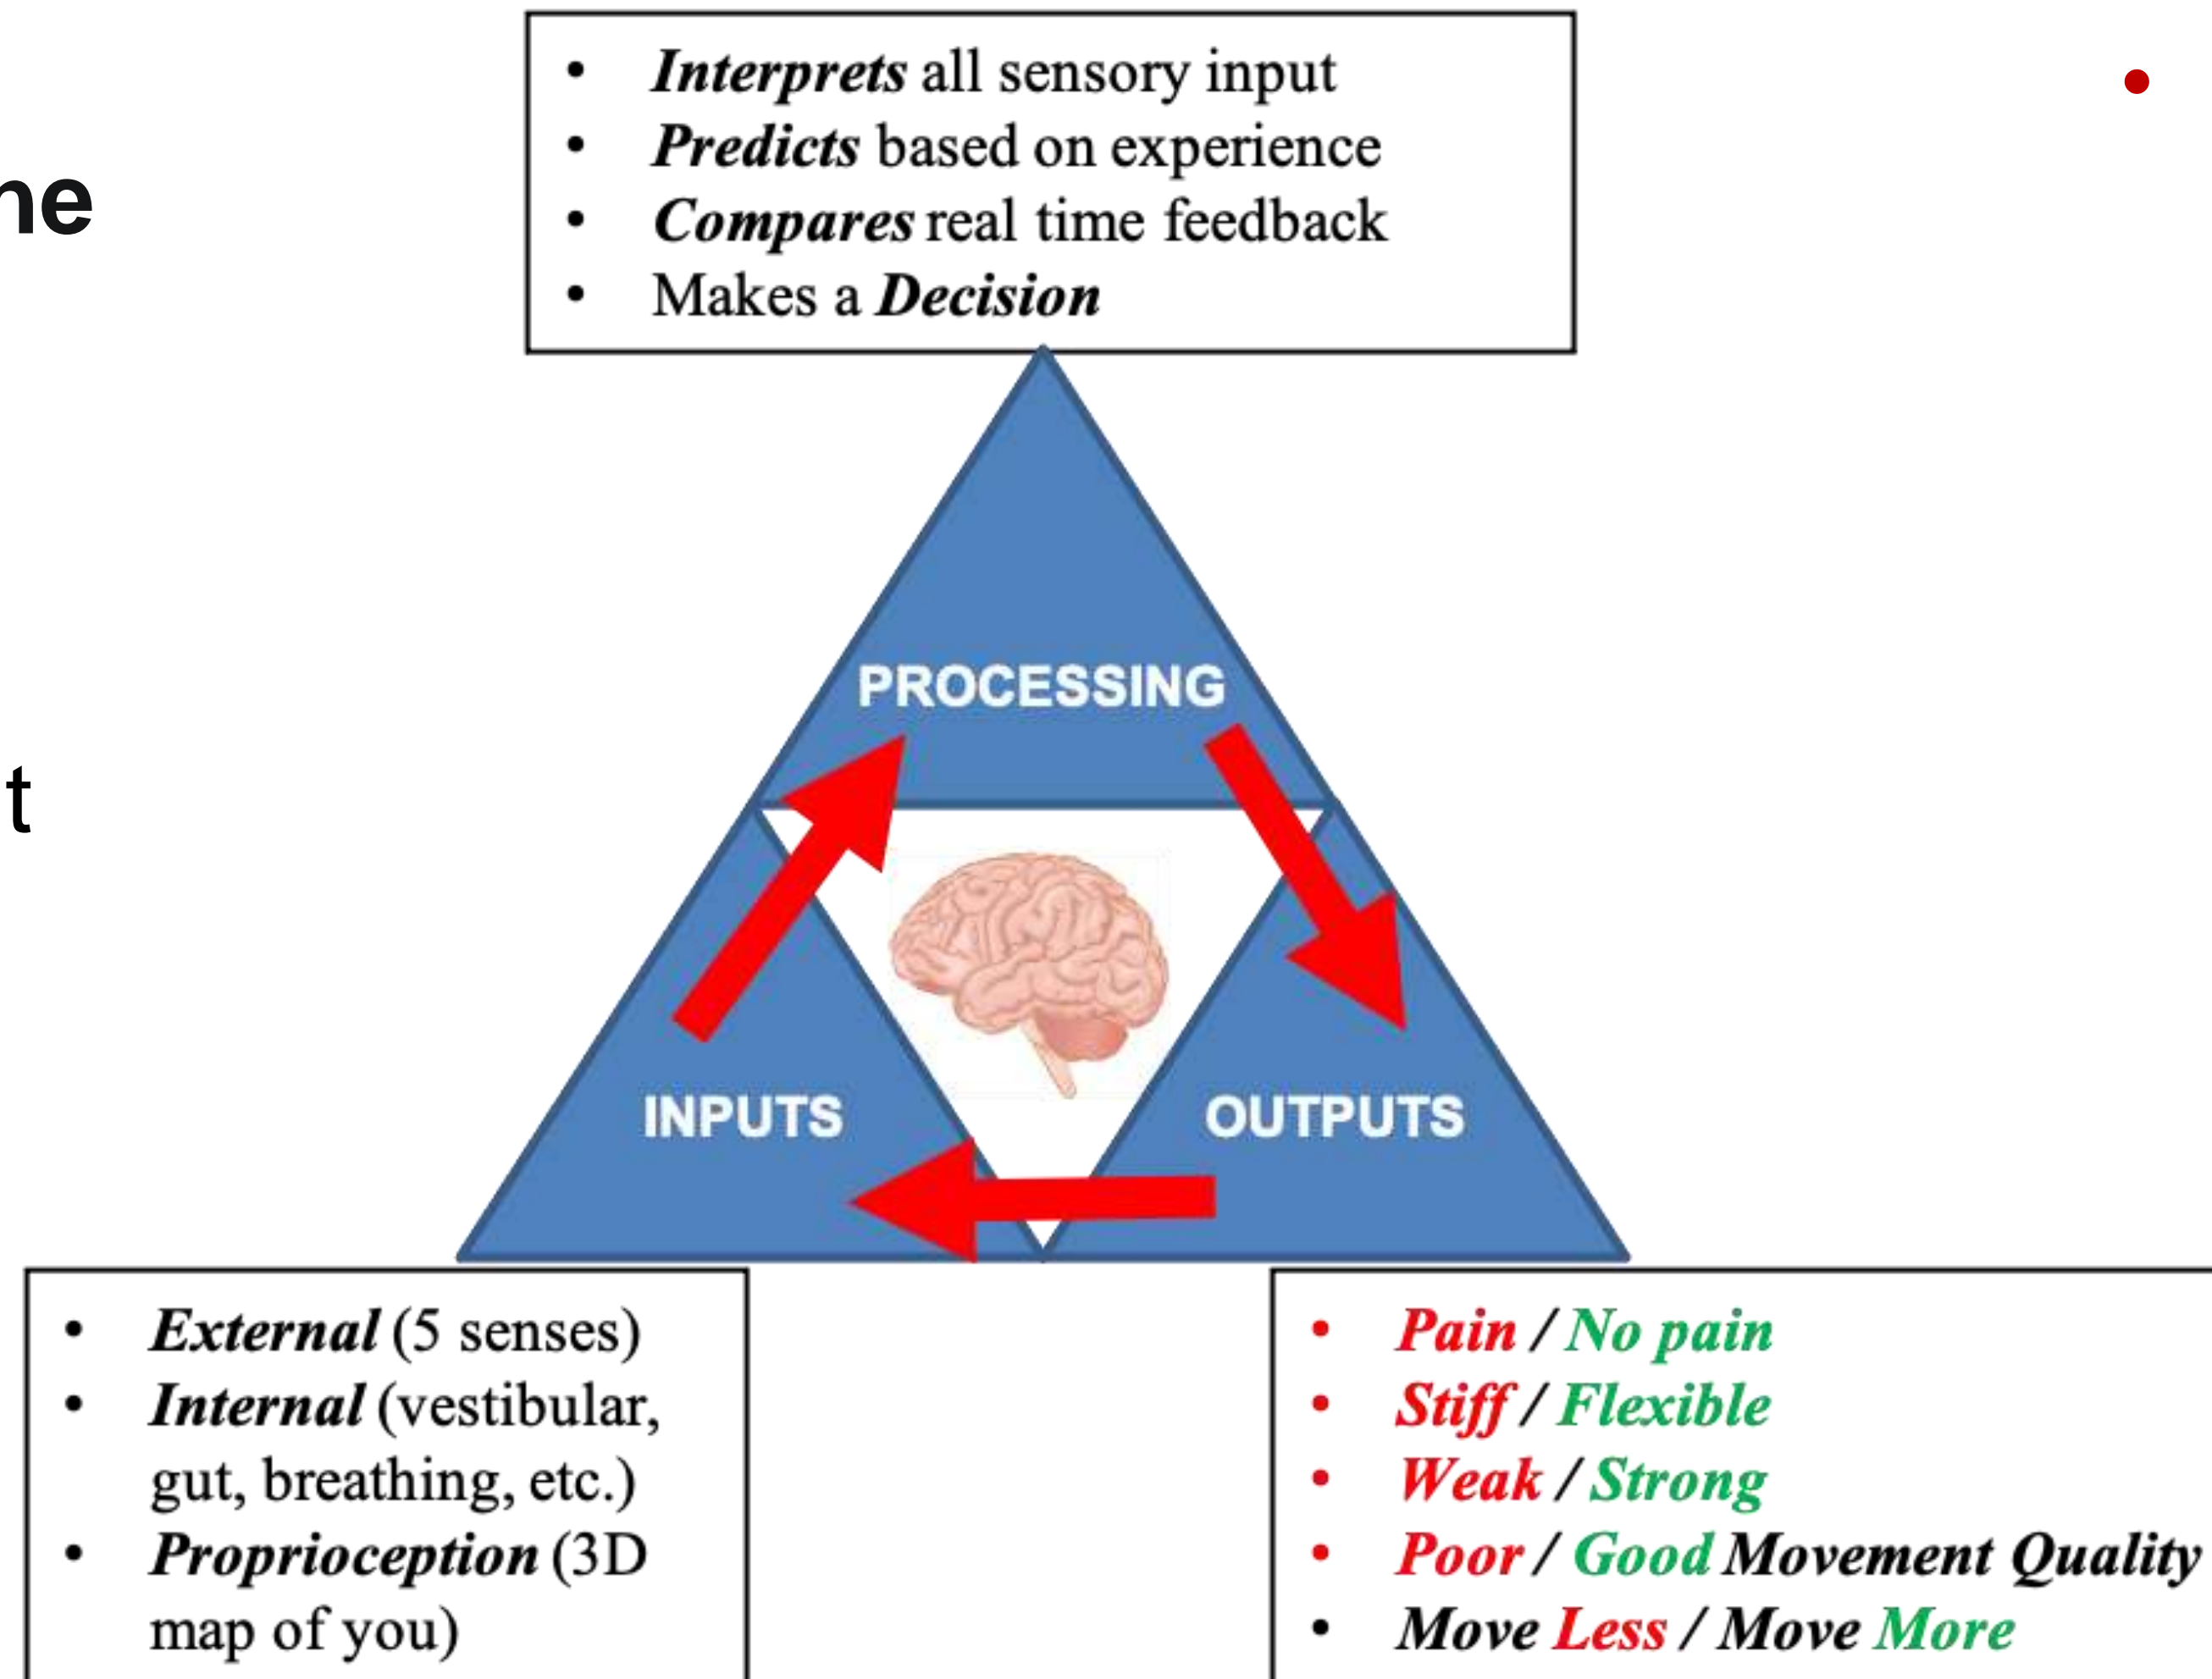 • Interprets all sensory input
• Predicts based on experience
• Compares real time feedback
• Makes a Decision
•
ne
t
PROCESSING
INPUTS
OUTPUTS
• External (5 senses)
• Internal (vestibular,
gut, breathing, etc.)
• Proprioception (3D
map of you)
• Pain / No pain
• Stiff / Flexible
• Weak / Strong
• Poor / Good Movement Quality
• Move Less / Move More